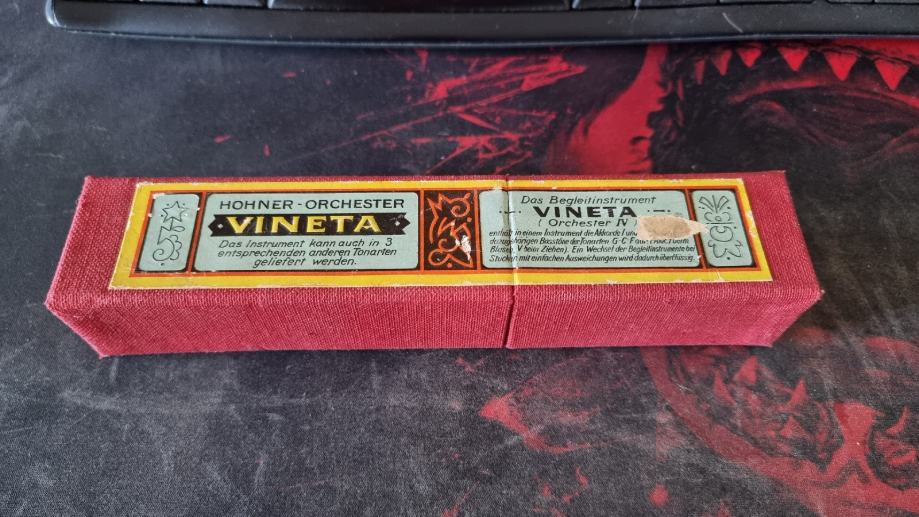 HOHNER - ORCHESTER
VINETA
Das Instrument kann auch in 3
entsprechenden anderen Tonarten
geliefert werden.
Das Begleitinstrument
VINETA
(Orchester IV
enthält in einem Instrument die Akkorde I und
dazugehörigen Basstöne der Tonarten G-C F
Blasen, V beim Ziehen). Ein Wechsel der Begleitinstrumente bei
Stücken mit einfachen Ausweichungen wird dadurch überflüssig.